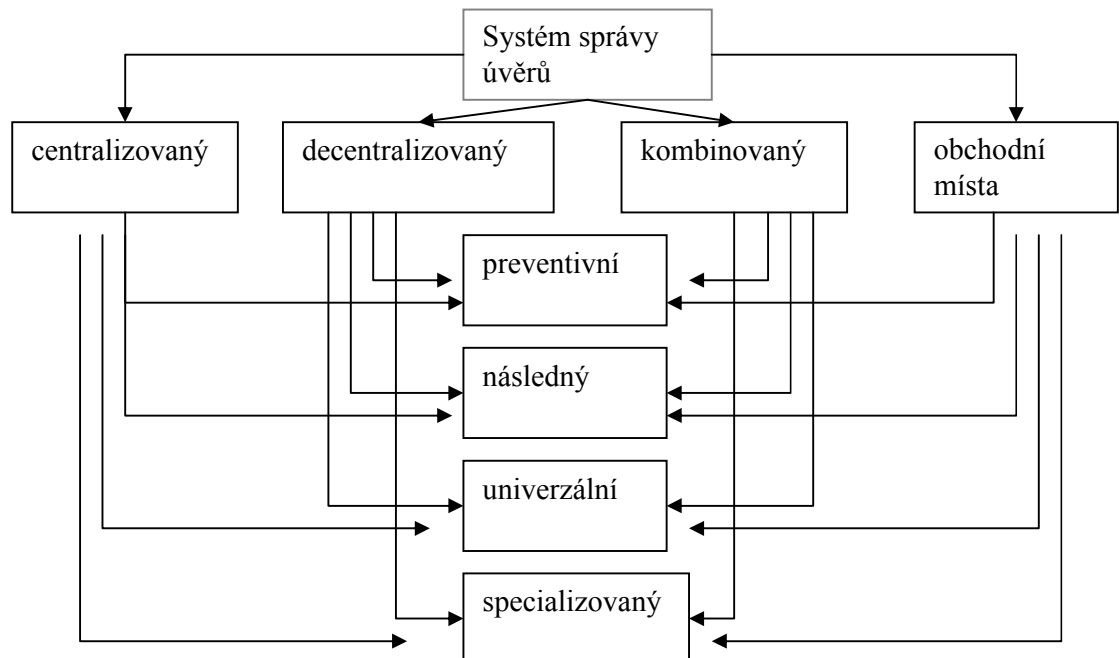 Systém správy
úvěrů
centralizovaný
decentralizovaný
kombinovaný
obchodní
místa
preventivní
následný
univerzální
specializovaný